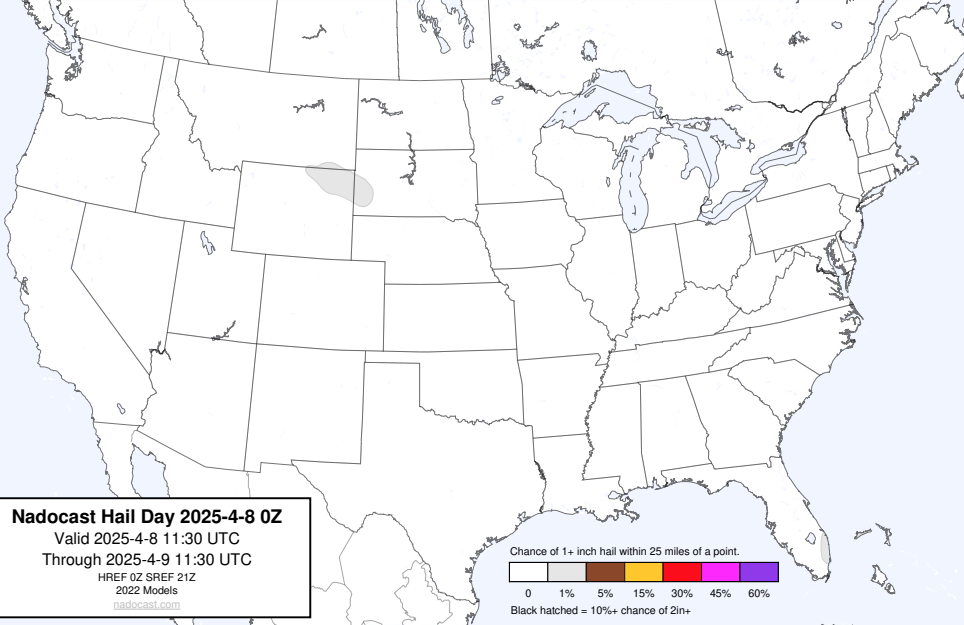 Nadocast Hail Day 2025-4-8 0Z
Valid 2025-4-8 11:30 UTC
Through 2025-4-9 11:30 UTC
HREF 0Z SREF 21Z
2022 Models
nadocast.com
Chance of 1+ inch hail within 25 miles of a point.
0 1% 5% 15% 30% 45% 60%
Black hatched = 10%+ chance of 2in+